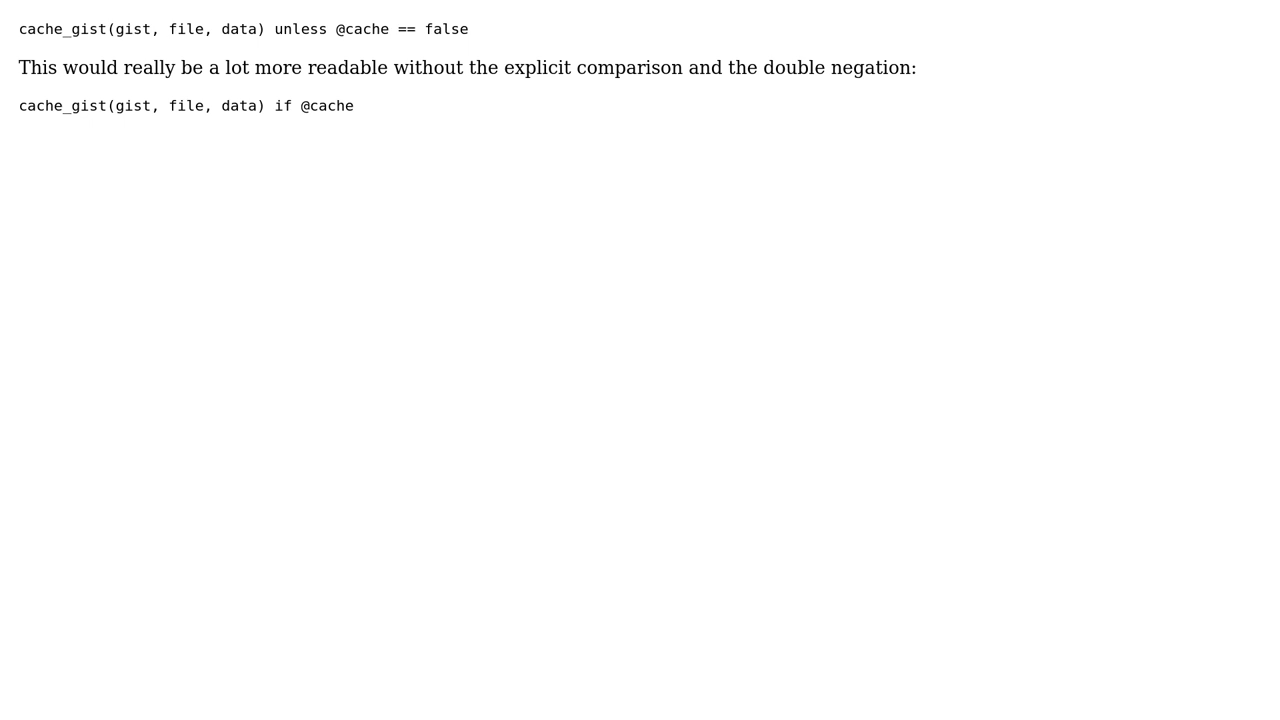 cache_gist(gist, file, data) unless @cache == false
This would really be a lot more readable without the explicit comparison and the double negation:
cache_gist(gist, file, data) if @cache